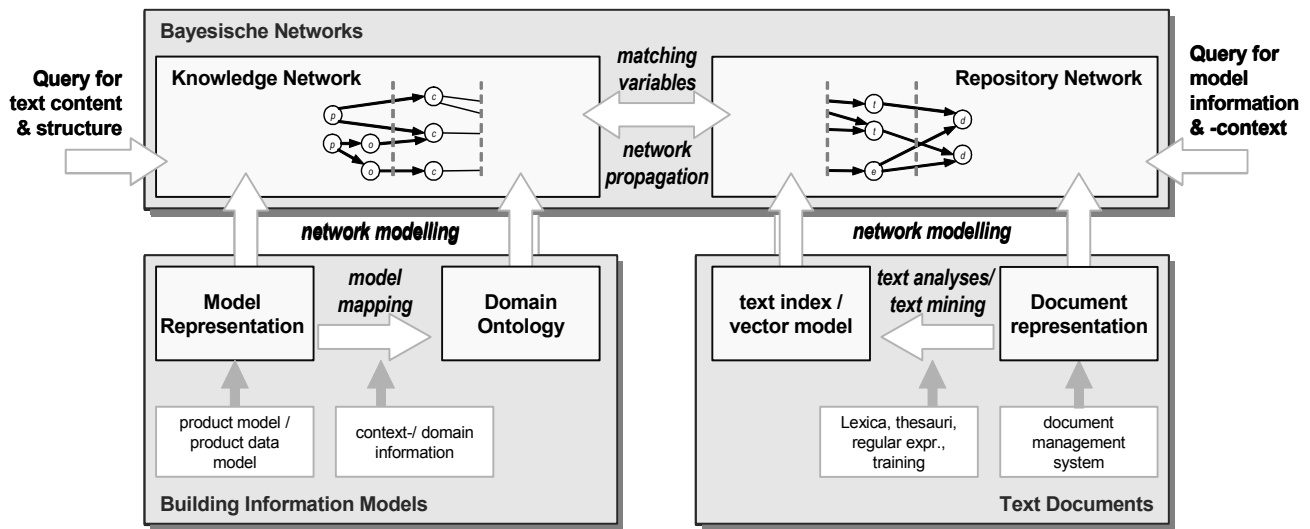 Bayesische Networks
Query for
text content
& structure
Knowledge Network
p
p
o
o
c
c
c
matching
variables
network
propagation
Repository Network
t
t
e
d
d
Query for
model
information
& -context
network modelling
network modelling
Model
Representation
model
mapping
Domain
Ontology
product model /
product data
model
context-/ domain
information
Building Information Models
text index /
vector model
text analyses/
text mining
Document
representation
Lexica, thesauri,
regular expr.,
training
document
management
system
Text Documents